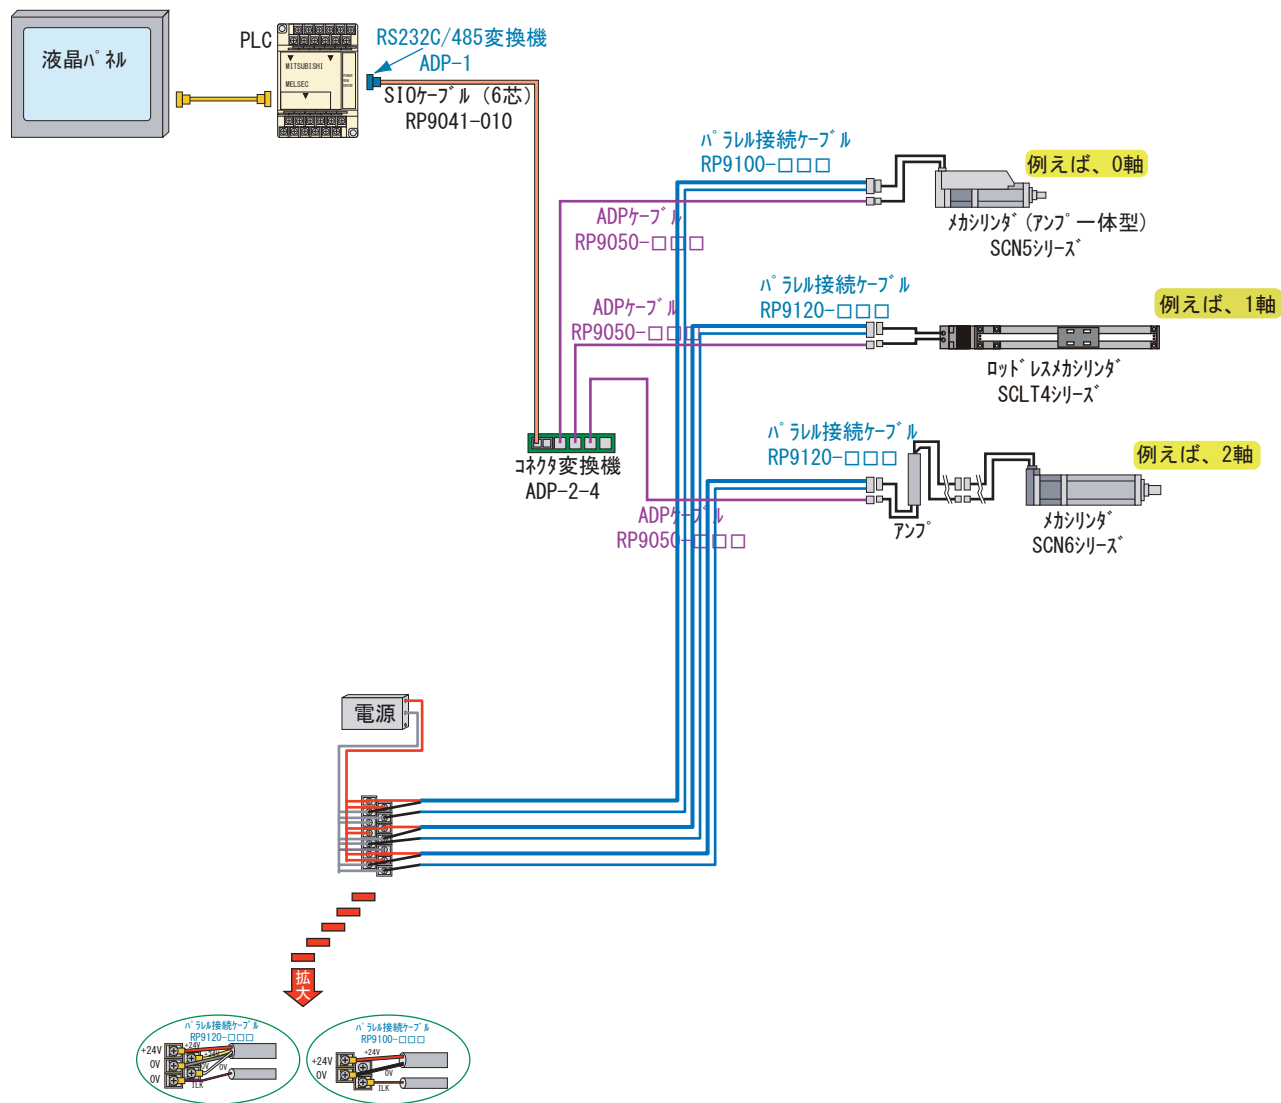 液晶ﾊﾟﾈﾙ
PLC
MITSUBISHI
MELSEC
RS232C/485変換機
ADP-1
SIOｹｰﾌﾞﾙ (6芯)
RP9041-010
ﾊﾟﾗﾚﾙ接続ｹｰﾌﾞﾙ
RP9100-□□□
例えば、0軸
ﾒｶｼﾘﾝﾀﾞ(ｱﾝﾌﾟ一体型)
SCN5ｼﾘｰｽﾞ
ADPｹｰﾌﾞﾙ
RP9050-□□□
ﾊﾟﾗﾚﾙ接続ｹｰﾌﾞﾙ
RP9120-□□□
例えば、1軸
ADPｹｰﾌﾞﾙ
RP9050-□□□
ﾛｯﾄﾞﾚｽﾒｶｼﾘﾝﾀﾞ
SCLT4ｼﾘｰｽﾞ
ﾊﾟﾗﾚﾙ接続ｹｰﾌﾞﾙ
RP9120-□□□
例えば、2軸
ｺﾈｸﾀ変換機
ADP-2-4
ADPｹｰﾌﾞﾙ
RP9050-□□□
ｱﾝﾌﾟ
ﾒｶｼﾘﾝﾀﾞ
SCN6ｼﾘｰｽﾞ
電源
拡大
ﾊﾟﾗﾚﾙ接続ｹｰﾌﾞﾙ
RP9120-□□□
+24V
+24V
+24V
0V
0V
0V
0V
ILK
ﾊﾟﾗﾚﾙ接続ｹｰﾌﾞﾙ
RP9100-□□□
+24V
+24V
0V
0V
ILK